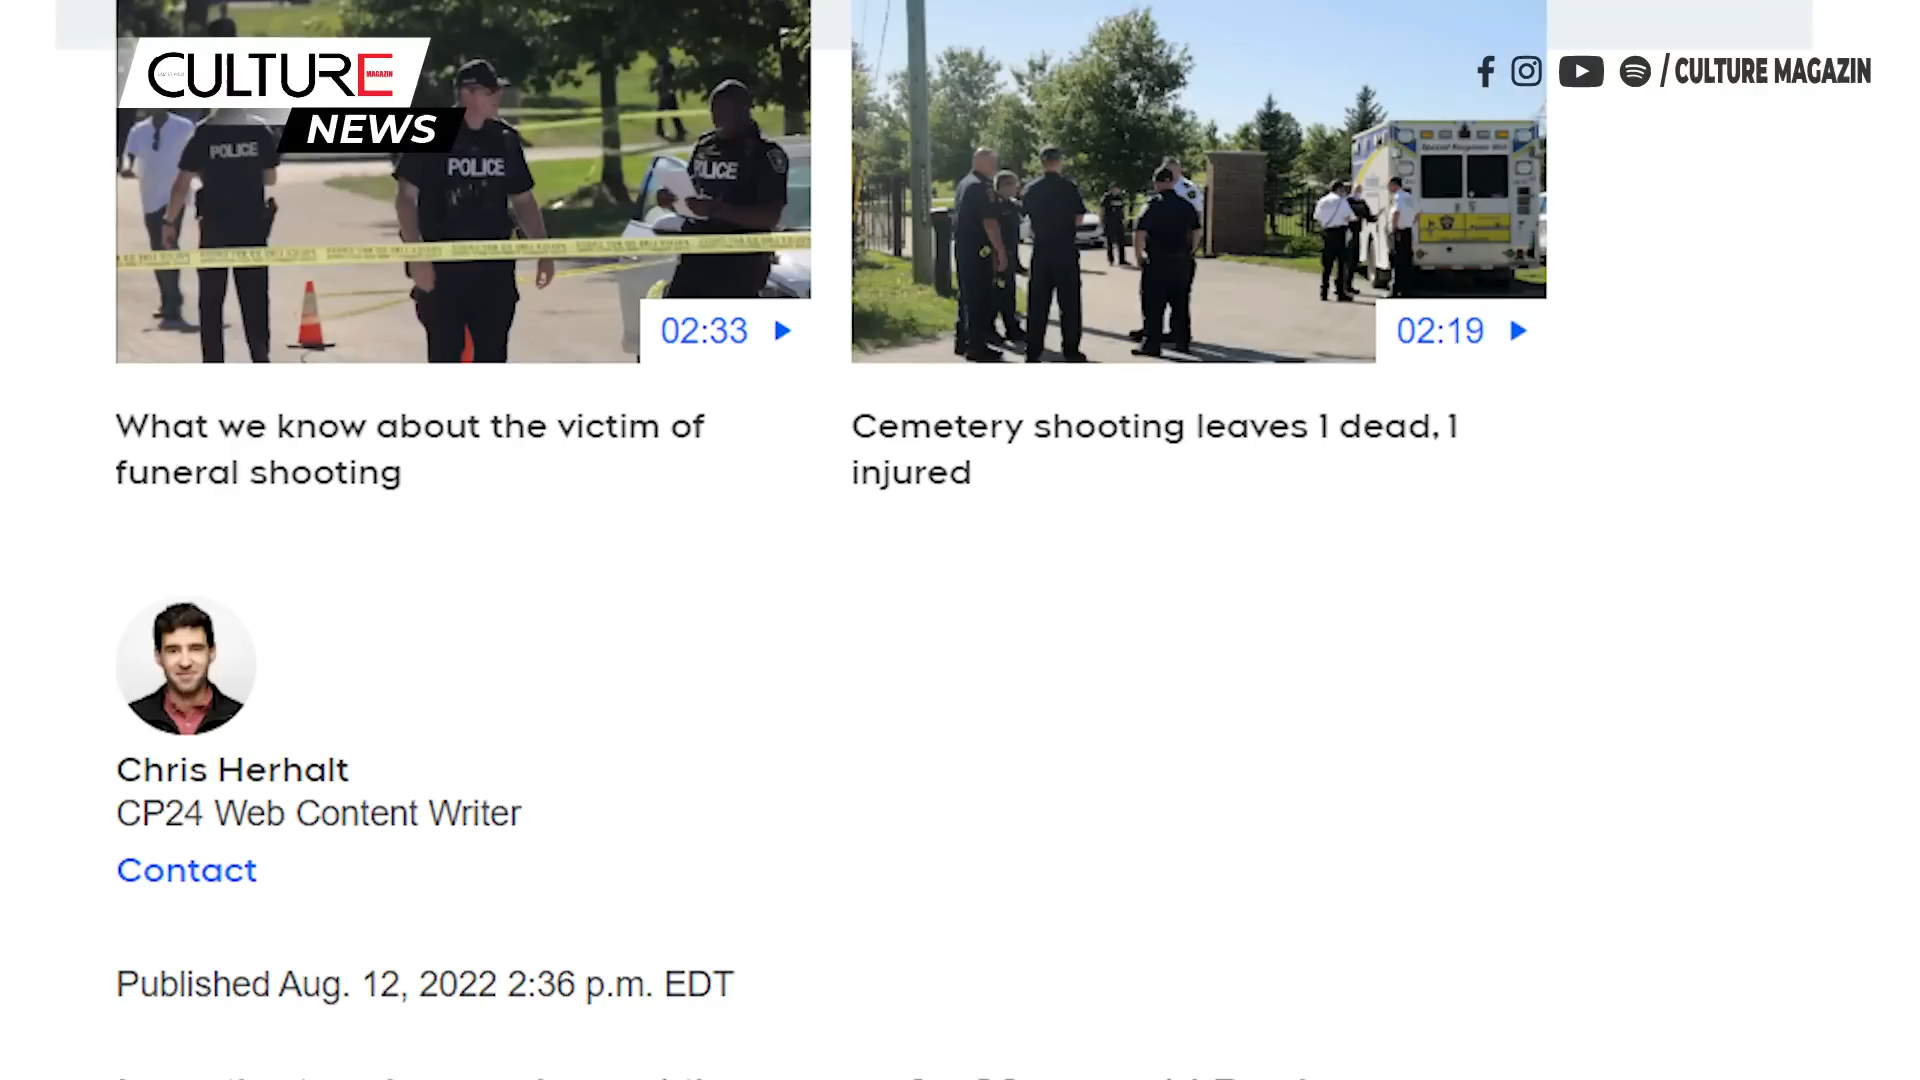 CULTURE
MAGAZIN
NEWS
/ CULTURE MAGAZIN
POLICE
POLICE
POLICE
02:33
02:19
What we know about the victim of
funeral shooting
Cemetery shooting leaves 1 dead, 1
injured
Chris Herhalt
CP24 Web Content Writer
Contact
Published Aug. 12, 2022 2:36 p.m. EDT